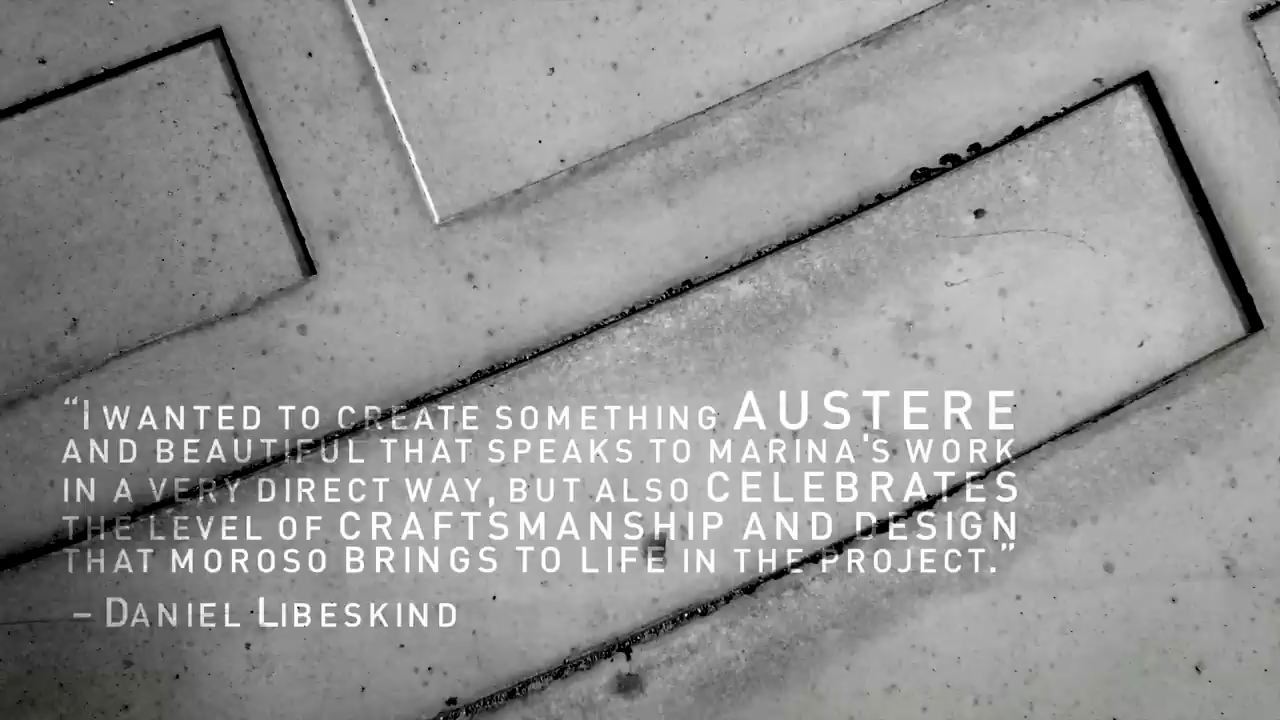 “I WANTED TO CREATE SOMETHING AUSTERE
AND BEAUTIFUL THAT SPEAKS TO MARINA'S WORK
IN A VERY DIRECT WAY, BUT ALSO CELEBRATES
THE LEVEL OF CRAFTSMANSHIP AND DESIGN
THAT MOROSO BRINGS TO LIFE IN THE PROJECT.”
– DANIEL LIBESKIND